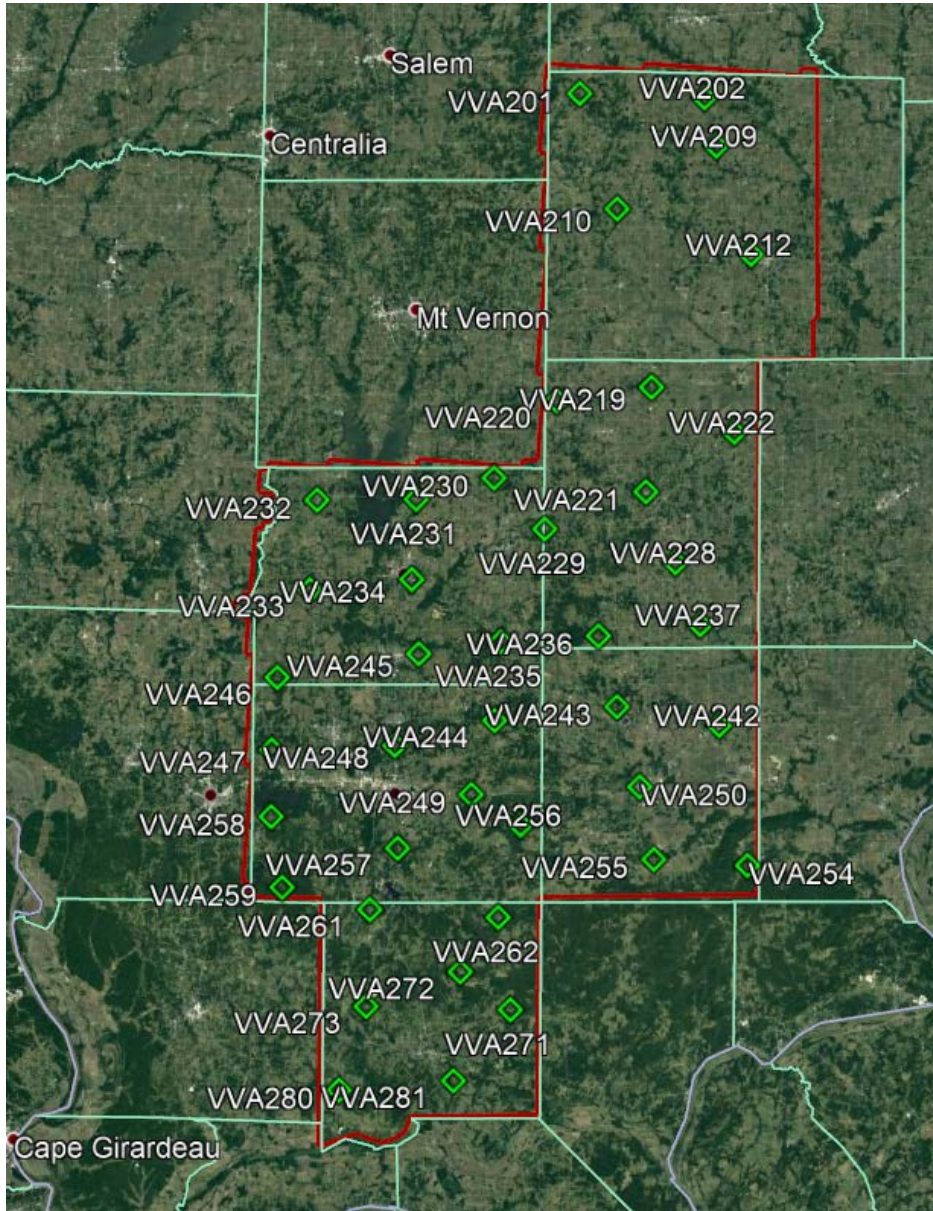 Salem
VVA201
VVA202
Centralia
VVA209
VVA210
VVA212
Mt Vernon
VVA219
VVA220
VVA222
VVA230
VVA232
VVA221
VVA231
VVA229
VVA228
VVA234
VVA233
VVA237
VVA236
VVA245
VVA235
VVA246
VVA243
VVA242
VVA244
VVA248
VVA247
VVA250
VVA249
VVA256
VVA258
VVA257
VVA255
VVA254
VVA259
VVA261
VVA262
VVA272
VVA273
VVA271
VVA280
VVA281
Cape Girardeau